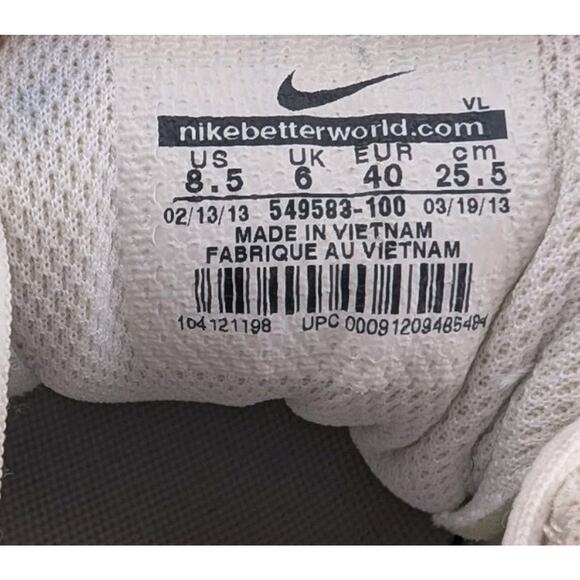 VL
nikebetterworld.com
US UK EUR cm
8.5 6 40 25.5
02/13/13 549583-100 03/19/13
MADE IN VIETNAM
FABRIQUE AU VIETNAM
104121198 UPC 00091209485494